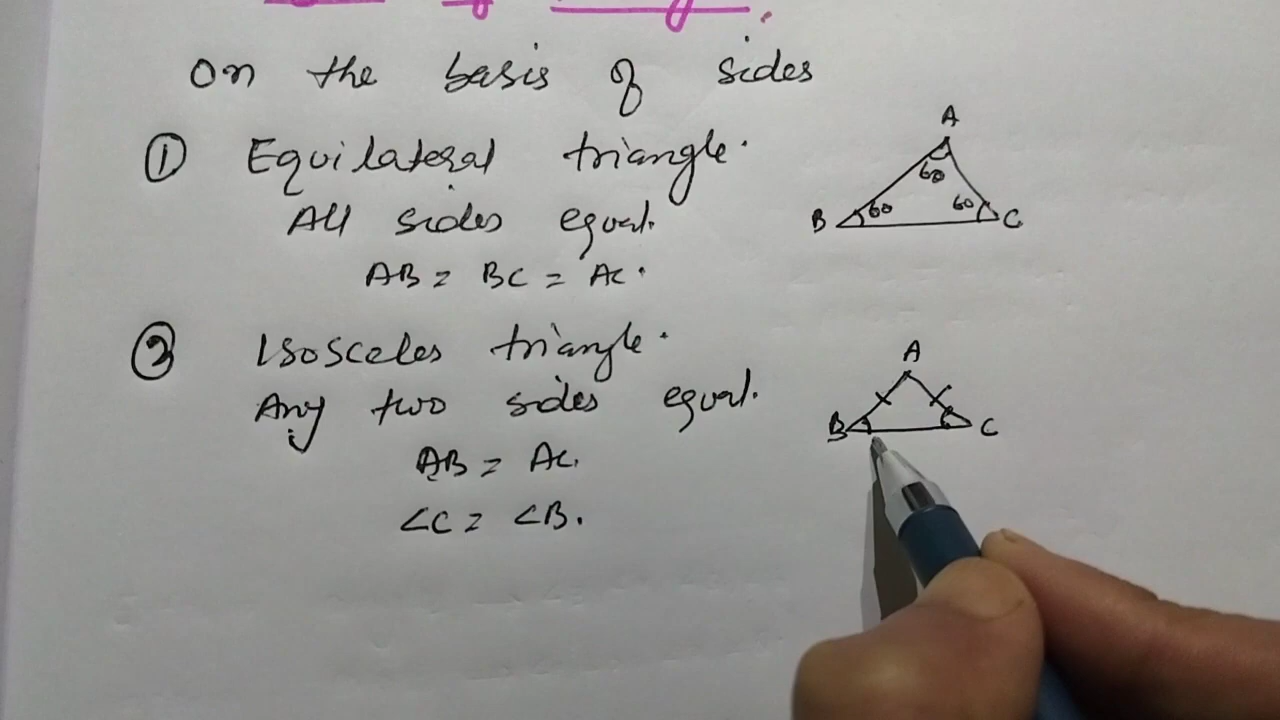 On the basis of sides
① Equilateral triangle.
All sides equal.
AB = BC = AC.
A
60
B 60 60 C
② Isosceles triangle.
Any two sides equal.
AB = AC.
∠C = ∠B.
A
B C